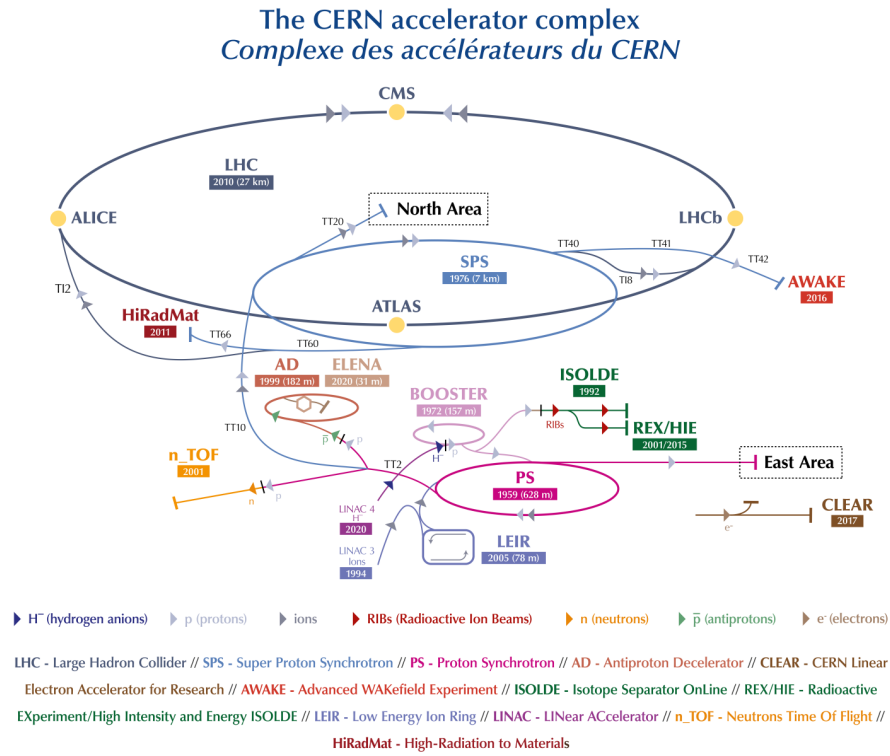 The CERN accelerator complex
Complexe des accélérateurs du CERN
CMS
LHC
2010 (27 km)
ALICE
TT20
North Area
LHCb
SPS
1976 (7 km)
TT40
TT41
TT42
TI8
AWAKE
2016
TI2
HiRadMat
2011
TT66
ATLAS
TT60
AD
1999 (182 m)
ELENA
2020 (31 m)
ISOLDE
1992
BOOSTER
1972 (157 m)
RIBs
REX/HIE
2001/2015
TT10
p̅
p
H⁻
p
n_TOF
2001
TT2
East Area
PS
1959 (628 m)
n
p
LINAC 4
H⁻
2020
CLEAR
2017
e⁻
LINAC 3
Ions
1994
LEIR
2005 (78 m)
H⁻ (hydrogen anions)
p (protons)
ions
RIBs (Radioactive Ion Beams)
n (neutrons)
p̅ (antiprotons)
e⁻ (electrons)
LHC - Large Hadron Collider // SPS - Super Proton Synchrotron // PS - Proton Synchrotron // AD - Antiproton Decelerator // CLEAR - CERN Linear
Electron Accelerator for Research // AWAKE - Advanced WAKefield Experiment // ISOLDE - Isotope Separator OnLine // REX/HIE - Radioactive
EXperiment/High Intensity and Energy ISOLDE // LEIR - Low Energy Ion Ring // LINAC - LINear ACcelerator // n_TOF - Neutrons Time Of Flight //
HiRadMat - High-Radiation to Materials